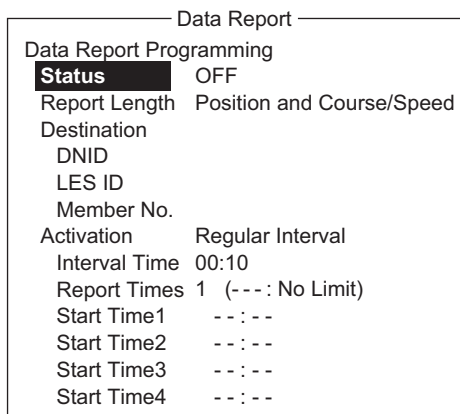 Data Report
Data Report Programming
Status OFF
Report Length Position and Course/Speed
Destination
DNID
LES ID
Member No.
Activation Regular Interval
Interval Time 00:10
Report Times 1 (- - - : No Limit)
Start Time1 - - : - -
Start Time2 - - : - -
Start Time3 - - : - -
Start Time4 - - : - -